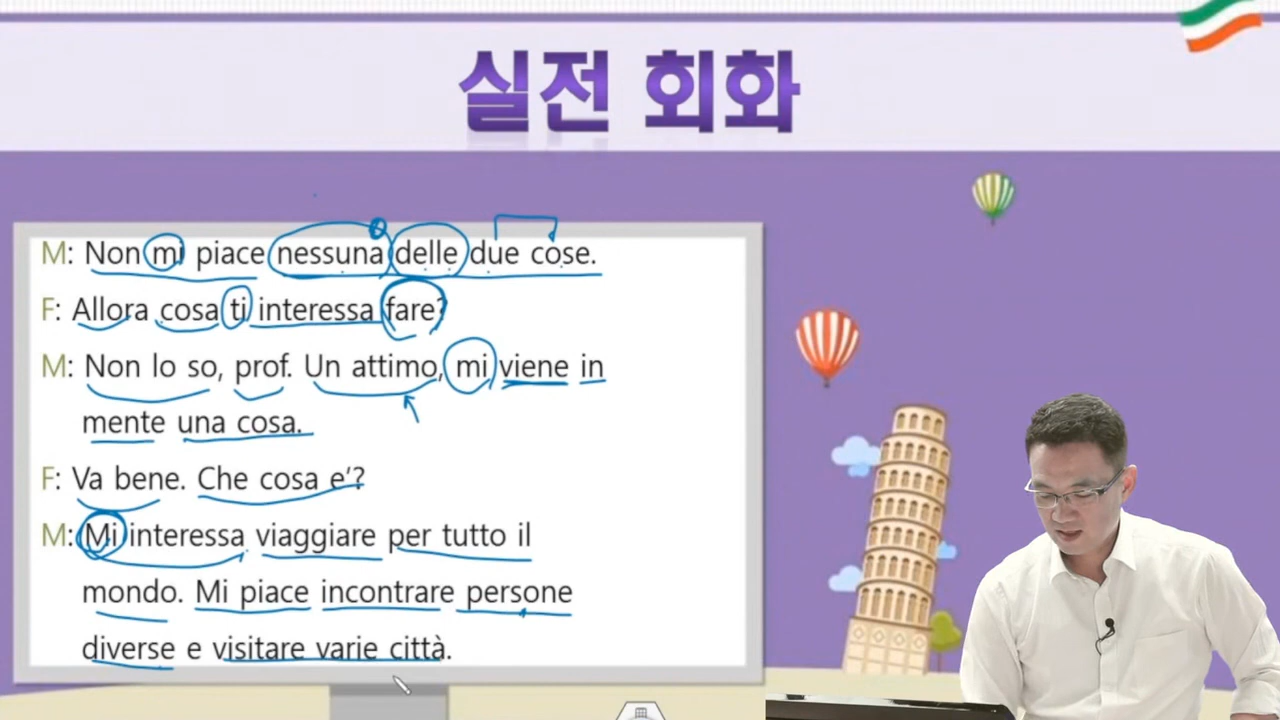 실전 회화
M: Non mi piace nessuna delle due cose.
F: Allora cosa ti interessa fare?
M: Non lo so, prof. Un attimo, mi viene in
mente una cosa.
F: Va bene. Che cosa e'?
M: Mi interessa viaggiare per tutto il
mondo. Mi piace incontrare persone
diverse e visitare varie città.